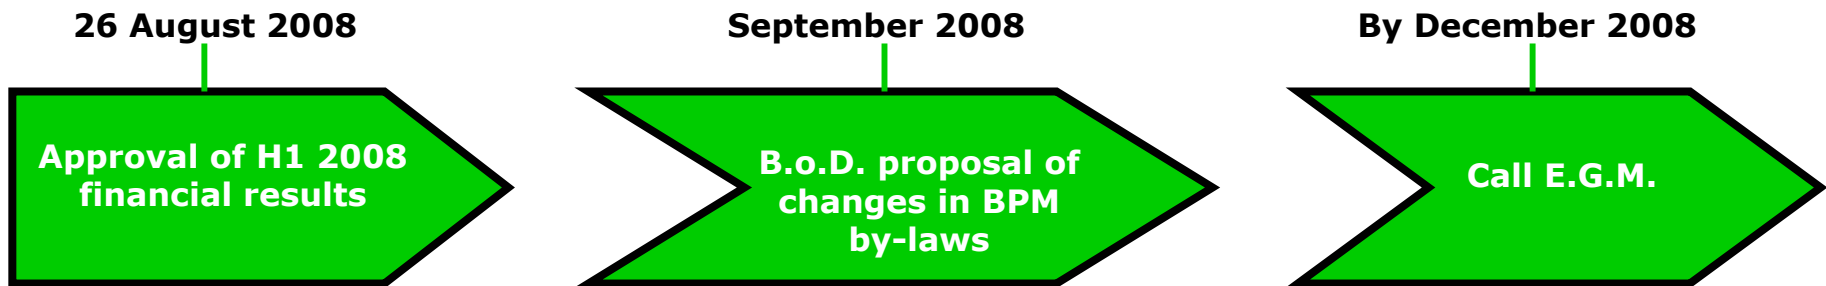 26 August 2008
September 2008
By December 2008
Approval of H1 2008
financial results
B.o.D. proposal of
changes in BPM
by-laws
Call E.G.M.